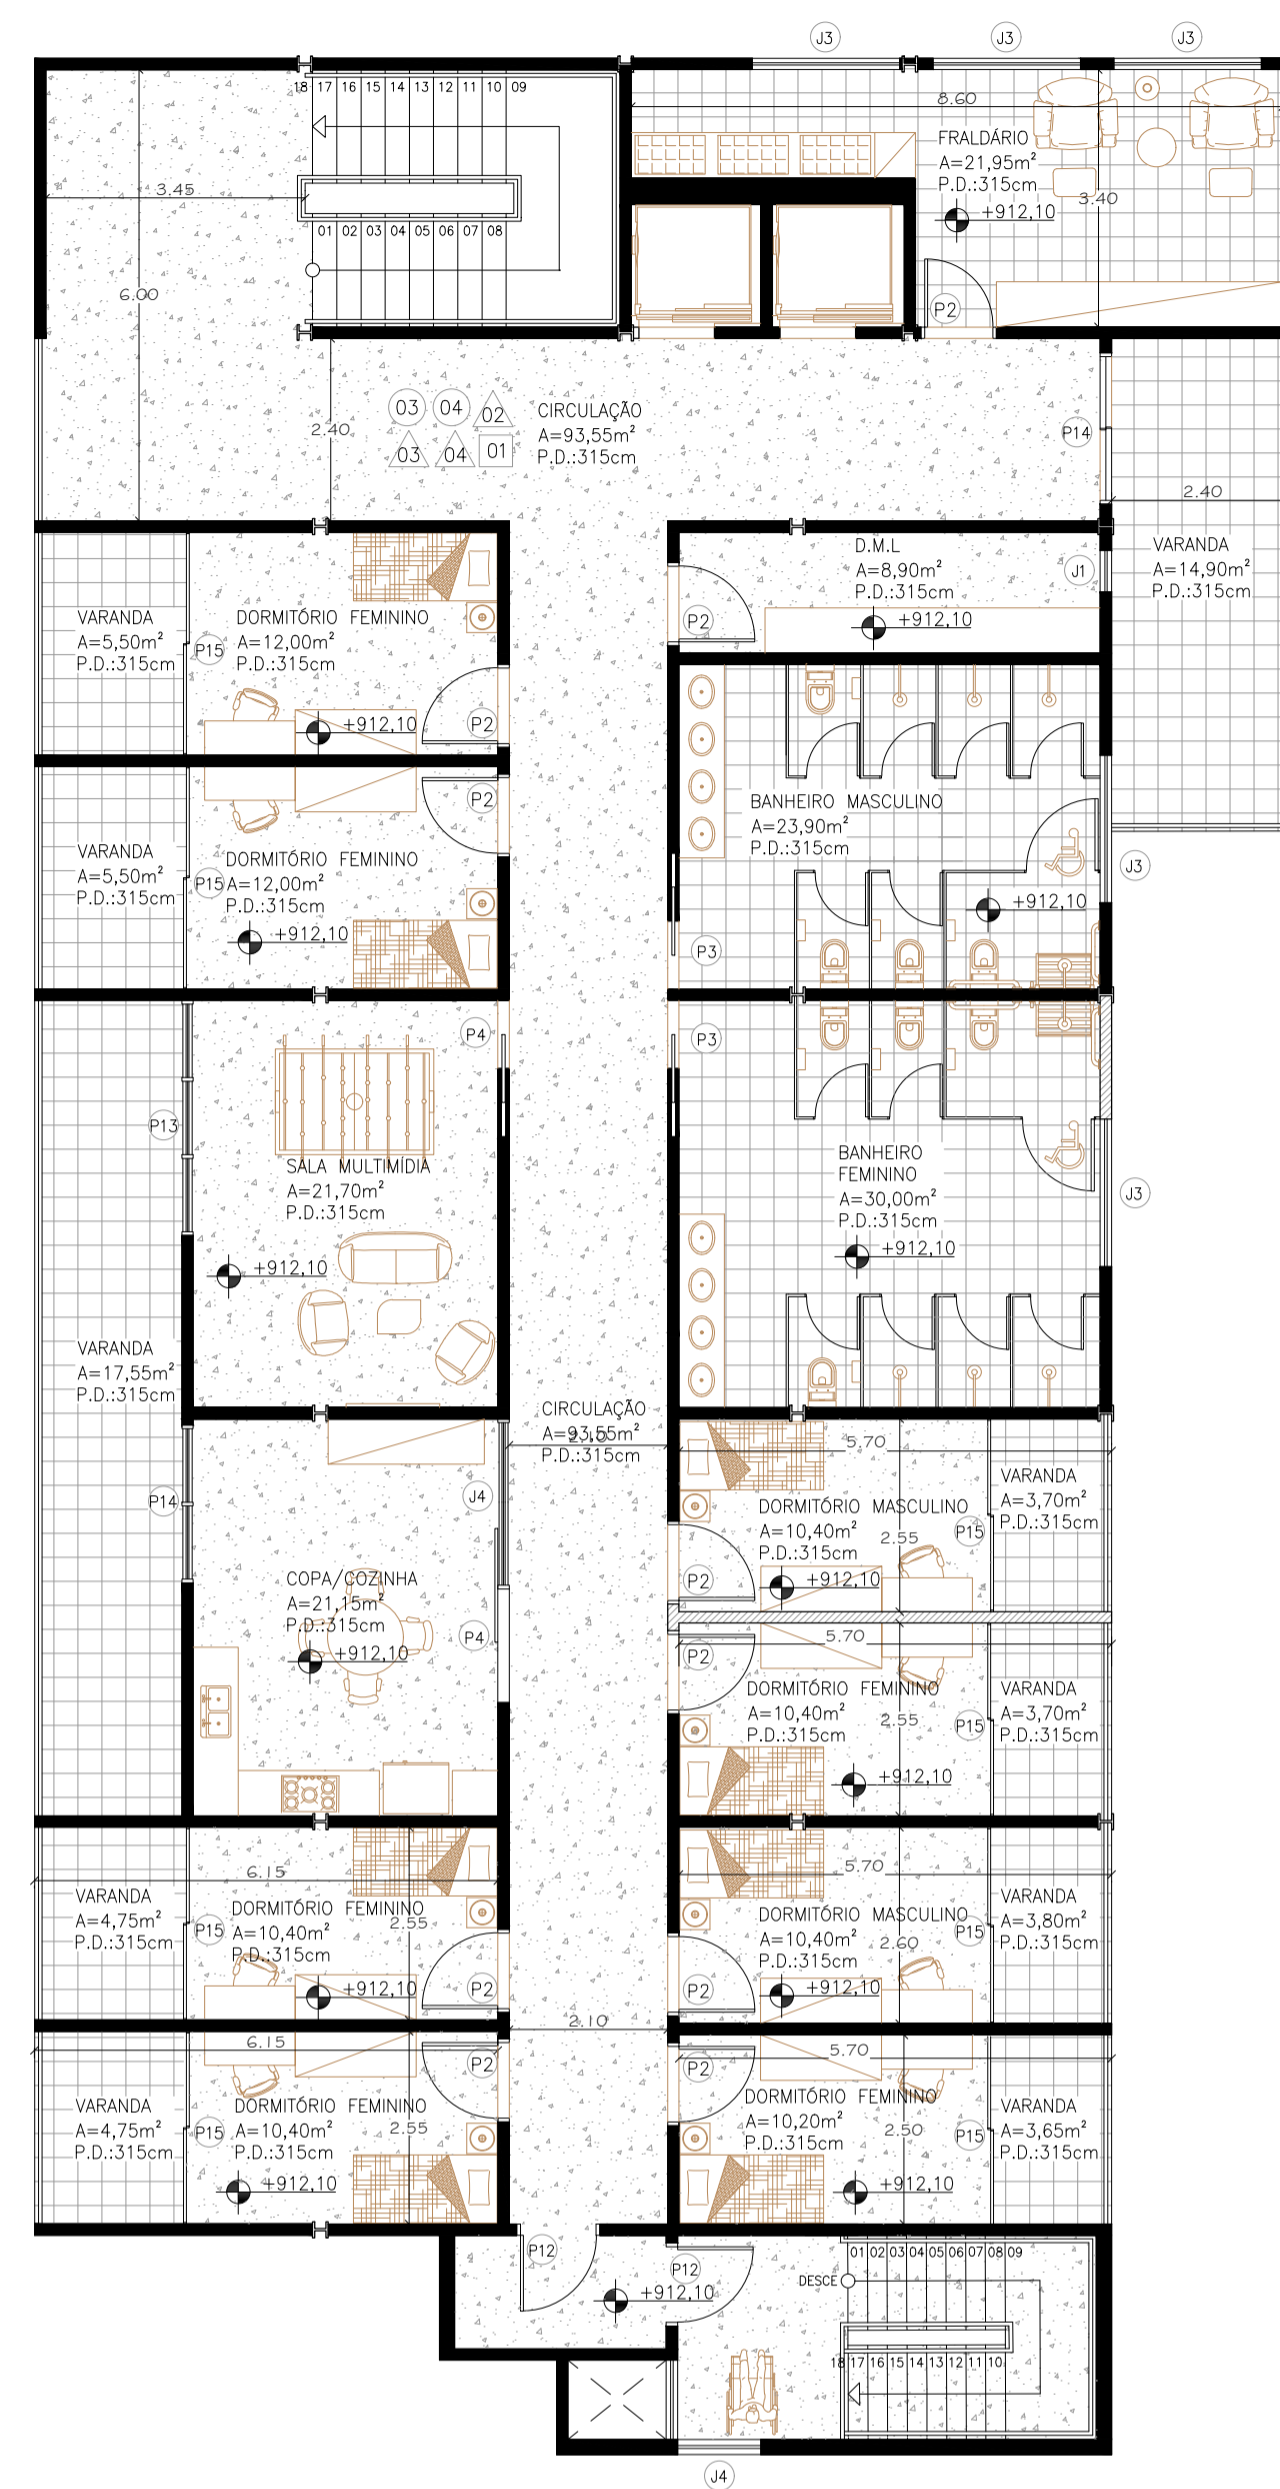 J3
J3
J3
18 17 16 15 14 13 12 11 10 09
8.60
FRALDÁRIO
A=21,95m²
P.D.:315cm
+912,10
3.45
3.40
01 02 03 04 05 06 07 08
6.00
P2
03 04 02
03 04 01
2.40
CIRCULAÇÃO
A=93,55m²
P.D.:315cm
P14
2.40
VARANDA
A=14,90m²
P.D.:315cm
D.M.L
A=8,90m²
P.D.:315cm
+912,10
J1
P2
VARANDA
A=5,50m²
P.D.:315cm
P15
DORMITÓRIO FEMININO
A=12,00m²
P.D.:315cm
+912,10
P2
VARANDA
A=5,50m²
P.D.:315cm
P15
DORMITÓRIO FEMININO
A=12,00m²
P.D.:315cm
+912,10
P2
BANHEIRO MASCULINO
A=23,90m²
P.D.:315cm
+912,10
J3
P3
P4
P3
P13
SALA MULTIMÍDIA
A=21,70m²
P.D.:315cm
+912,10
BANHEIRO
FEMININO
A=30,00m²
P.D.:315cm
+912,10
J3
VARANDA
A=17,55m²
P.D.:315cm
CIRCULAÇÃO
A=93,55m²
P.D.:315cm
2.10
P14
J4
COPA/COZINHA
A=21,15m²
P.D.:315cm
+912,10
P4
5.70
DORMITÓRIO MASCULINO
A=10,40m²
P.D.:315cm
+912,10
2.55
P15
P2
VARANDA
A=3,70m²
P.D.:315cm
5.70
P2
DORMITÓRIO FEMININO
A=10,40m²
P.D.:315cm
+912,10
2.55
P15
VARANDA
A=3,70m²
P.D.:315cm
6.15
VARANDA
A=4,75m²
P.D.:315cm
P15
DORMITÓRIO FEMININO
A=10,40m²
P.D.:315cm
+912,10
2.55
P2
5.70
DORMITÓRIO MASCULINO
A=10,40m²
P.D.:315cm
+912,10
2.60
P15
P2
VARANDA
A=3,80m²
P.D.:315cm
2.10
6.15
VARANDA
A=4,75m²
P.D.:315cm
P15
DORMITÓRIO FEMININO
A=10,40m²
P.D.:315cm
+912,10
2.55
P2
5.70
P2
DORMITÓRIO FEMININO
A=10,20m²
P.D.:315cm
+912,10
2.50
P15
VARANDA
A=3,65m²
P.D.:315cm
P12
P12
+912,10
01 02 03 04 05 06 07 08 09
DESCE
18 17 16 15 14 13 12 11 10
J4